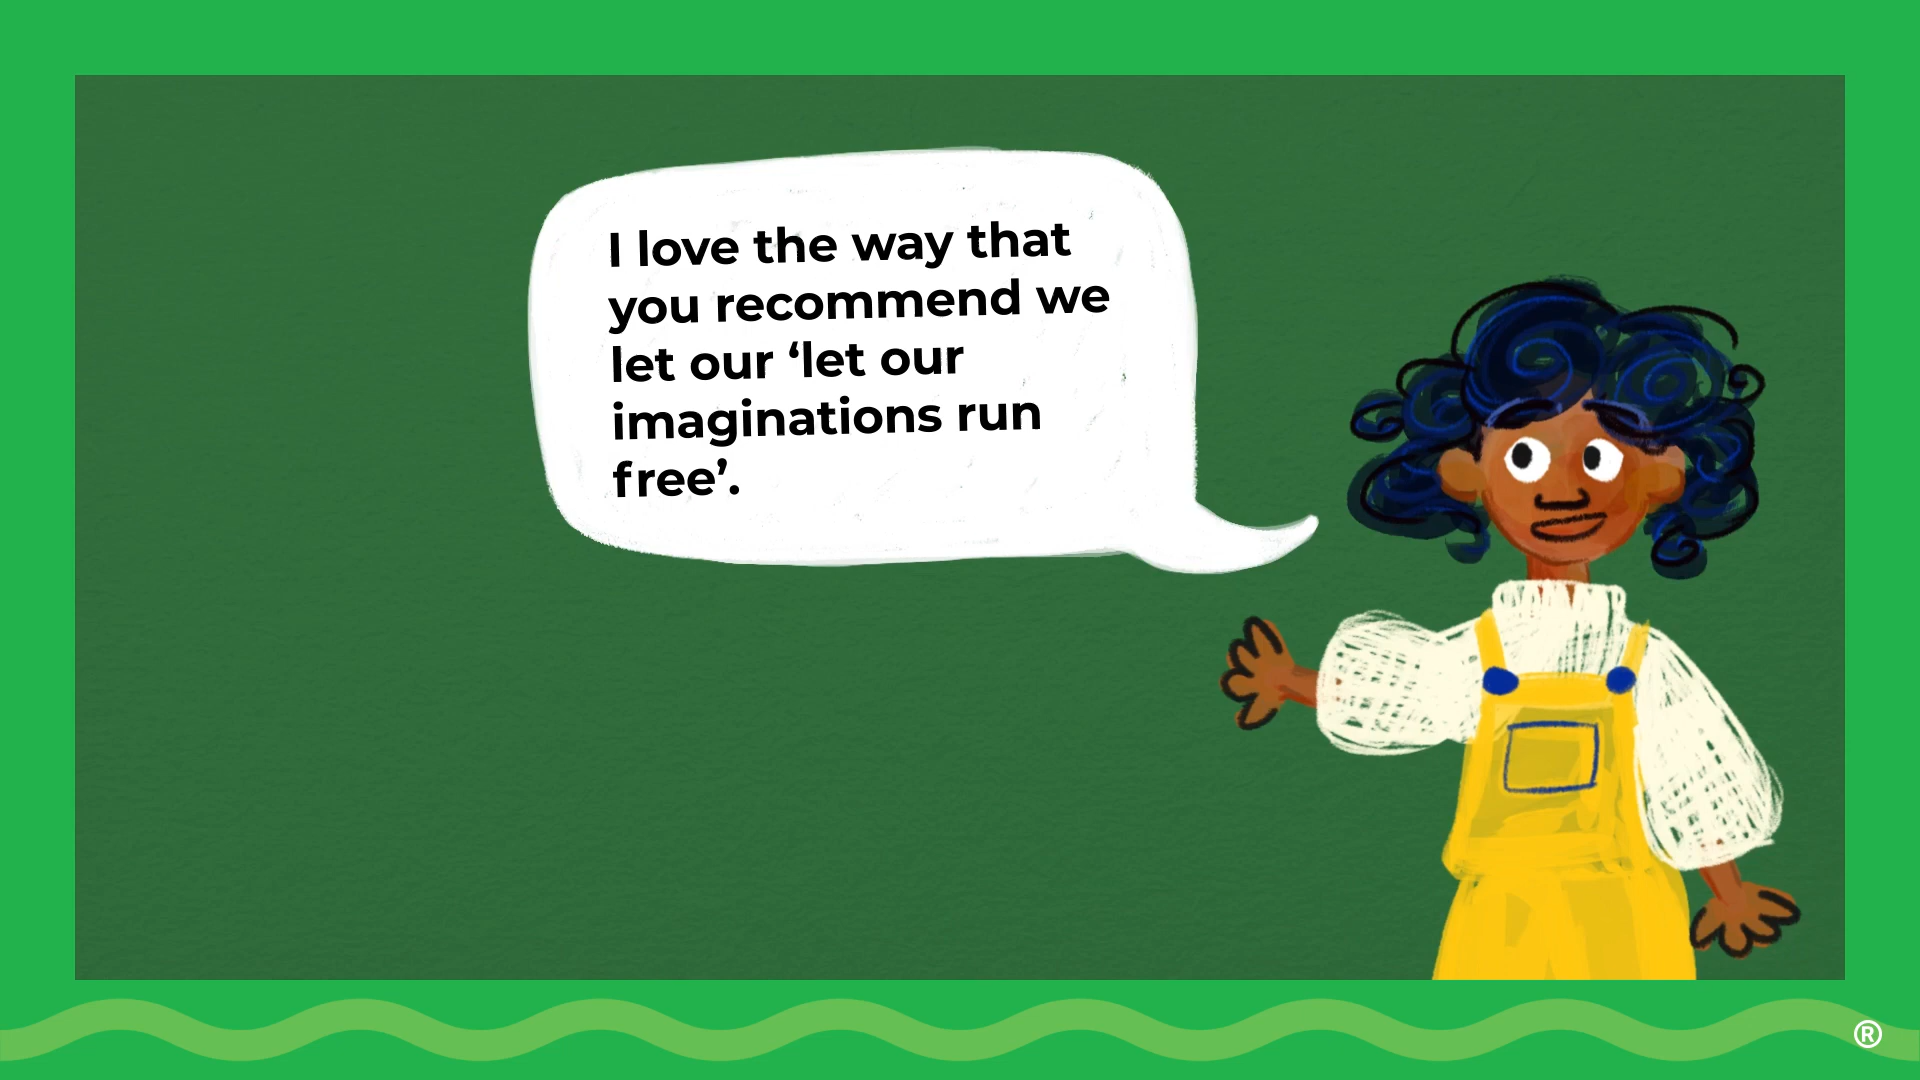 I love the way that
you recommend we
let our ‘let our
imaginations run
free’.
®